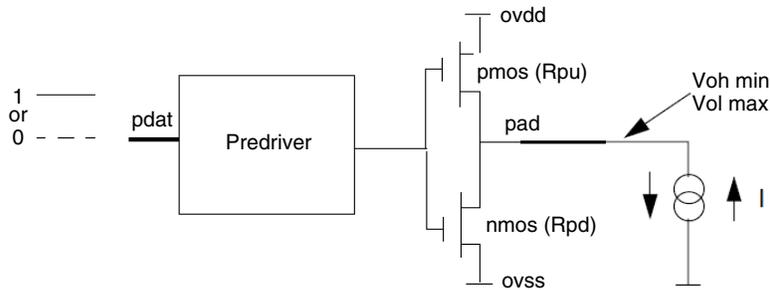 ovdd
pmos (Rpu)
Voh min
Vol max
1
or
0
pdat
Predriver
pad
I
nmos (Rpd)
ovss